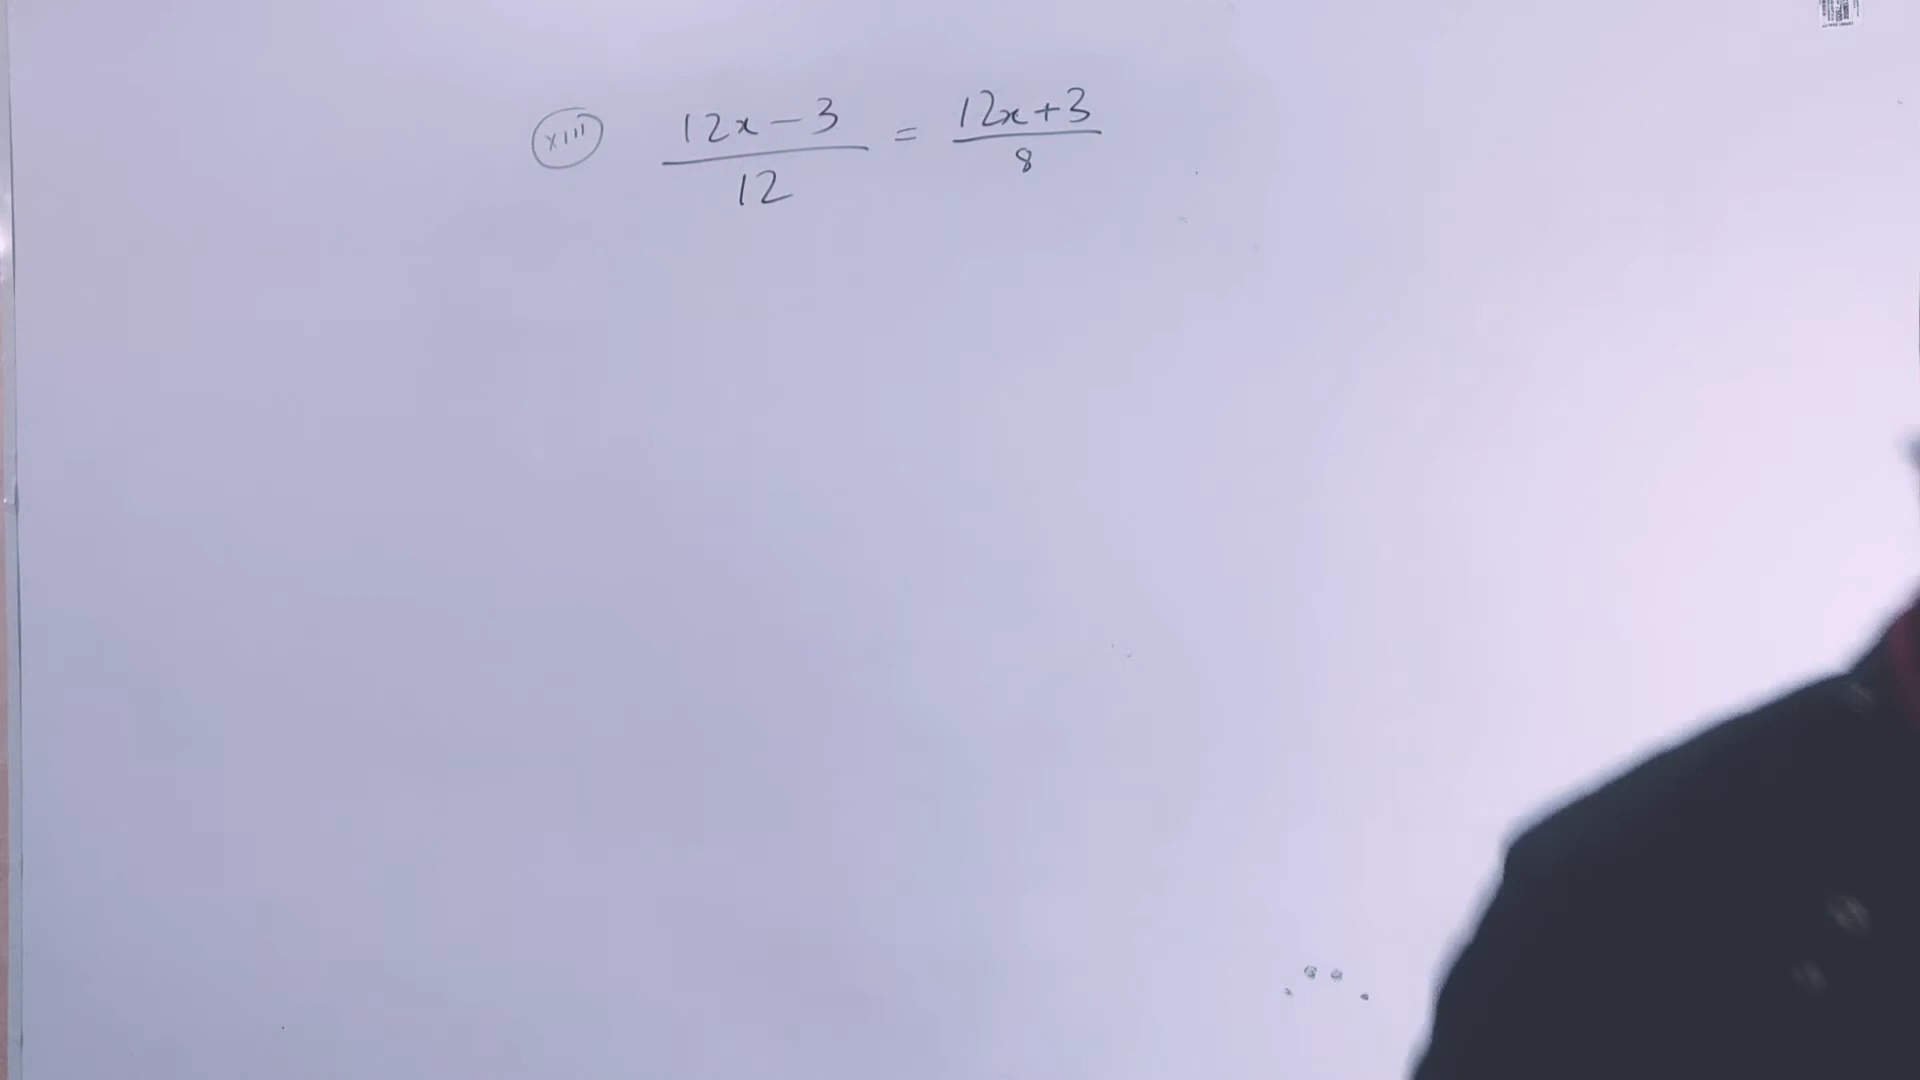 (xiii) 12x - 3 / 12 = 12x + 3 / 8